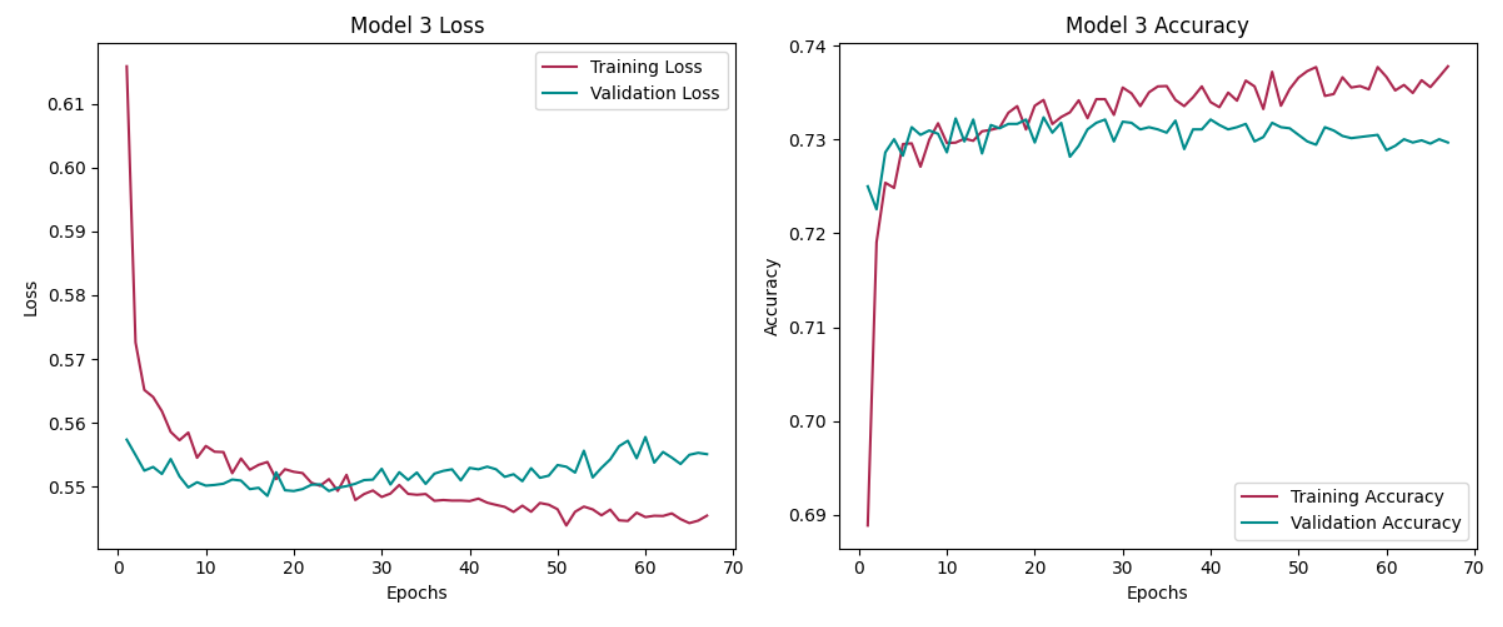 Model 3 Loss
Training Loss
Validation Loss
0.61
0.60
0.59
0.58
0.57
0.56
0.55
Loss
0 10 20 30 40 50 60 70
Epochs
Model 3 Accuracy
0.74
0.73
0.72
0.71
0.70
0.69
Accuracy
Training Accuracy
Validation Accuracy
0 10 20 30 40 50 60 70
Epochs